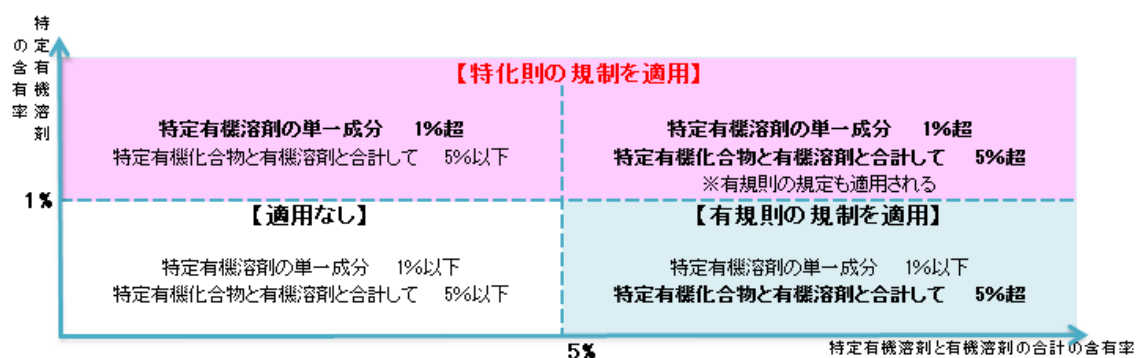 特定有機溶剤
の含有率
【特化則の規制を適用】
特定有機溶剤の単一成分　1%超
特定有機化合物と有機溶剤と合計して　5%以下
特定有機溶剤の単一成分　1%超
特定有機化合物と有機溶剤と合計して　5%超
※有規則の規定も適用される
1%
【適用なし】
特定有機溶剤の単一成分　1%以下
特定有機化合物と有機溶剤と合計して　5%以下
【有規則の規制を適用】
特定有機溶剤の単一成分　1%以下
特定有機化合物と有機溶剤と合計して　5%超
5%
特定有機溶剤と有機溶剤の合計の含有率